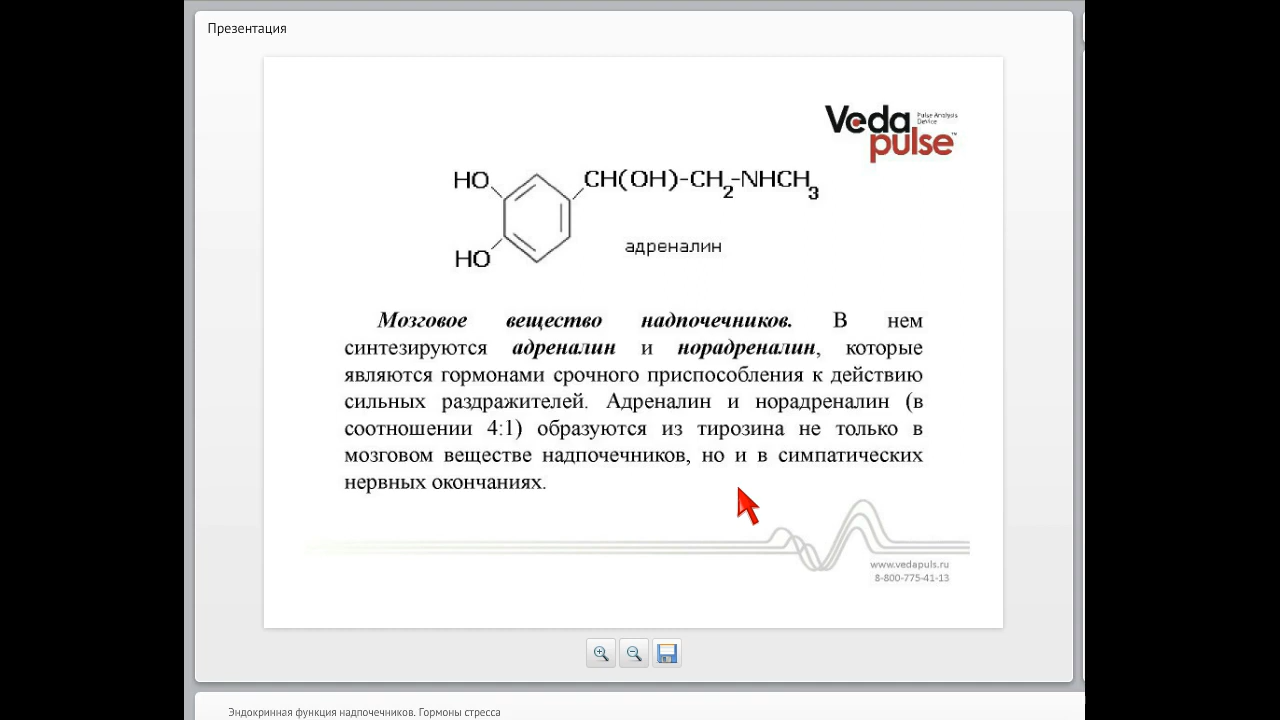 Презентация
Veda
Pulse Analysis
Device
pulse™
HO
CH(OH)-CH2-NHCH3
адреналин
HO
Мозговое вещество надпочечников. В нем
синтезируются адреналин и норадреналин, которые
являются гормонами срочного приспособления к действию
сильных раздражителей. Адреналин и норадреналин (в
соотношении 4:1) образуются из тирозина не только в
мозговом веществе надпочечников, но и в симпатических
нервных окончаниях.
www.vedapuls.ru
8-800-775-41-13
Эндокринная функция надпочечников. Гормоны стресса